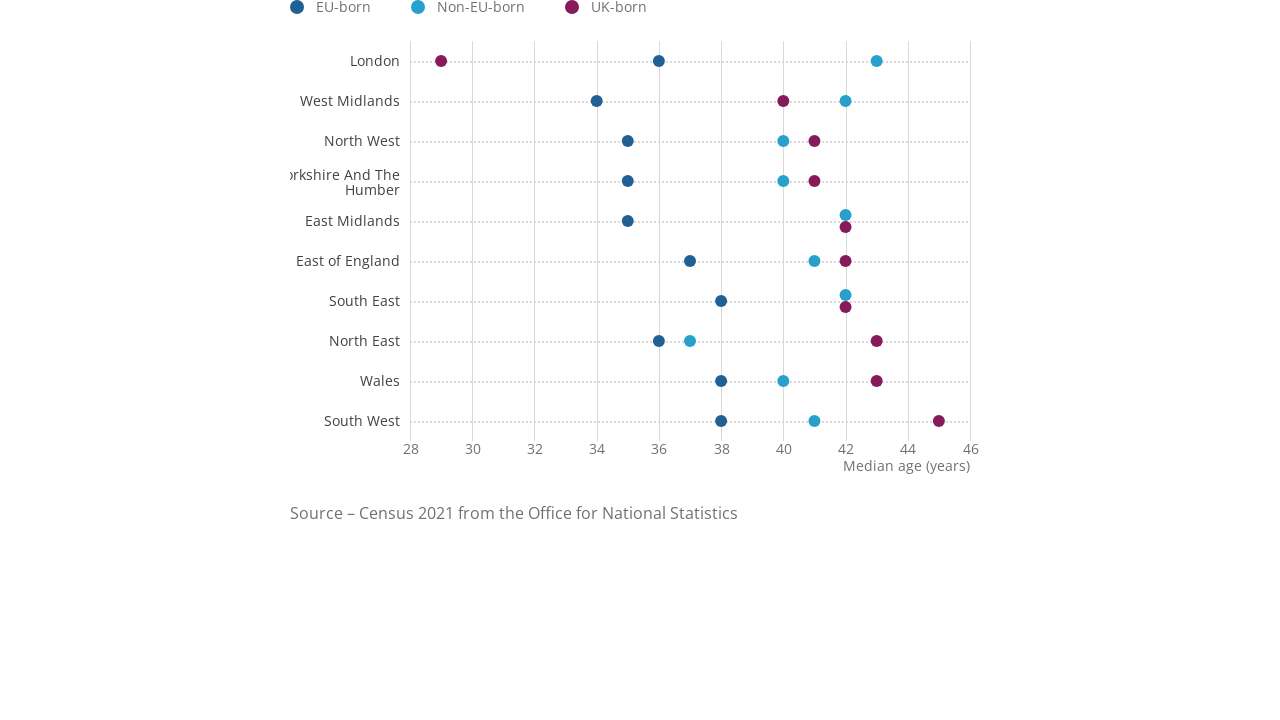 EU-born Non-EU-born UK-born
London
West Midlands
North West
orkshire And The
Humber
East Midlands
East of England
South East
North East
Wales
South West
28 30 32 34 36 38 40 42 44 46
Median age (years)
Source – Census 2021 from the Office for National Statistics